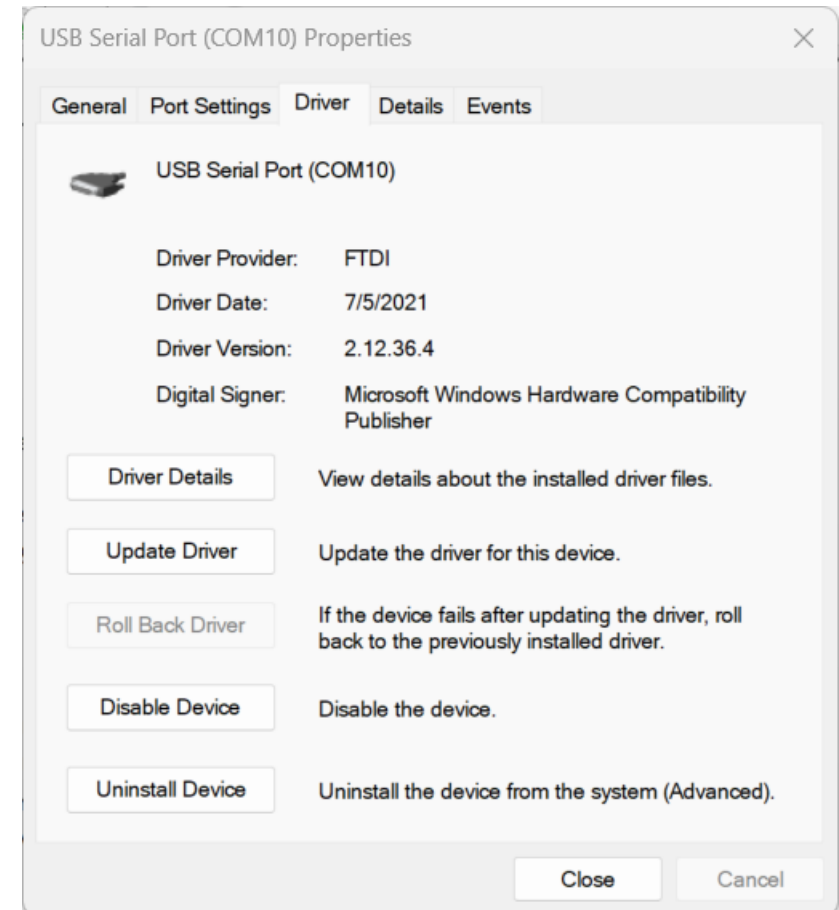 USB Serial Port (COM10) Properties
General Port Settings Driver Details Events
USB Serial Port (COM10)
Driver Provider: FTDI
Driver Date: 7/5/2021
Driver Version: 2.12.36.4
Digital Signer: Microsoft Windows Hardware Compatibility
Publisher
Driver Details View details about the installed driver files.
Update Driver Update the driver for this device.
Roll Back Driver If the device fails after updating the driver, roll
back to the previously installed driver.
Disable Device Disable the device.
Uninstall Device Uninstall the device from the system (Advanced).
Close Cancel